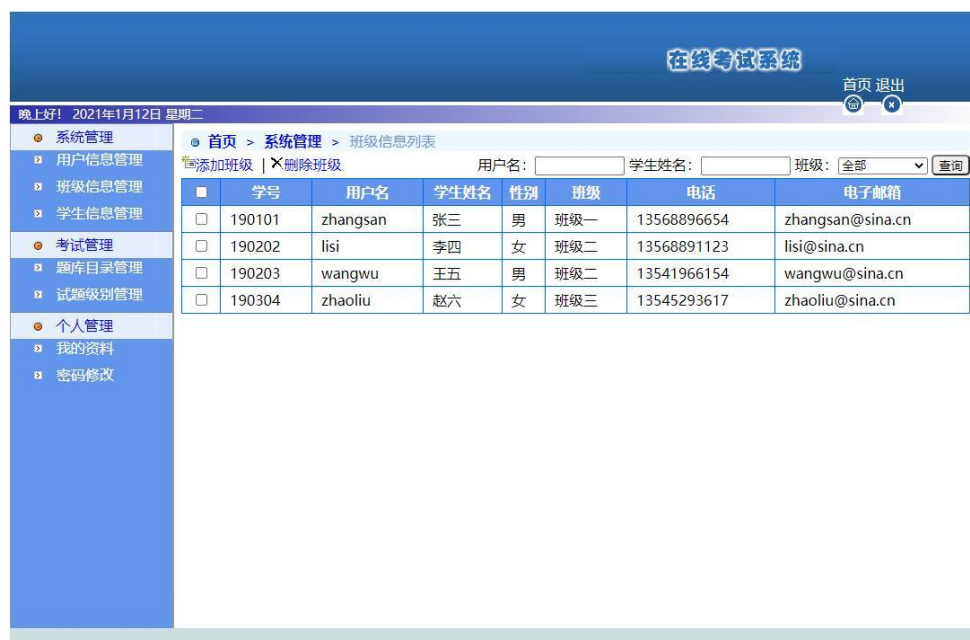 在线考试系统
首页 退出
晚上好! 2021年1月12日 星期二
系统管理
用户信息管理
班级信息管理
学生信息管理
考试管理
题库目录管理
试题级别管理
个人管理
我的资料
密码修改
首页 > 系统管理 > 班级信息列表
添加班级 | 删除班级 用户名: 学生姓名: 班级: 全部 查询
学号 用户名 学生姓名 性别 班级 电话 电子邮箱
190101 zhangsan 张三 男 班级一 13568896654 zhangsan@sina.cn
190202 lisi 李四 女 班级二 13568891123 lisi@sina.cn
190203 wangwu 王五 男 班级二 13541966154 wangwu@sina.cn
190304 zhaoliu 赵六 女 班级三 13545293617 zhaoliu@sina.cn